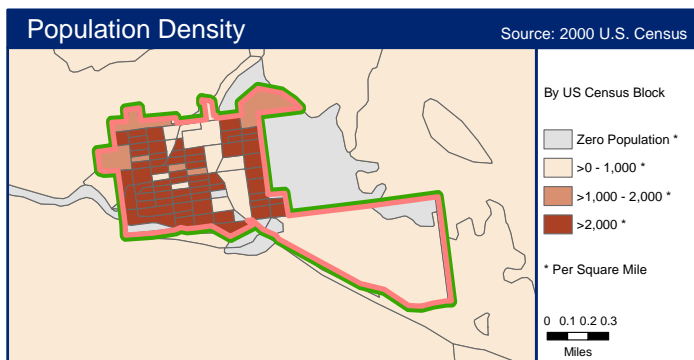 Population Density
Source: 2000 U.S. Census
By US Census Block
Zero Population *
>0 - 1,000 *
>1,000 - 2,000 *
>2,000 *
* Per Square Mile
0 0.1 0.2 0.3
Miles